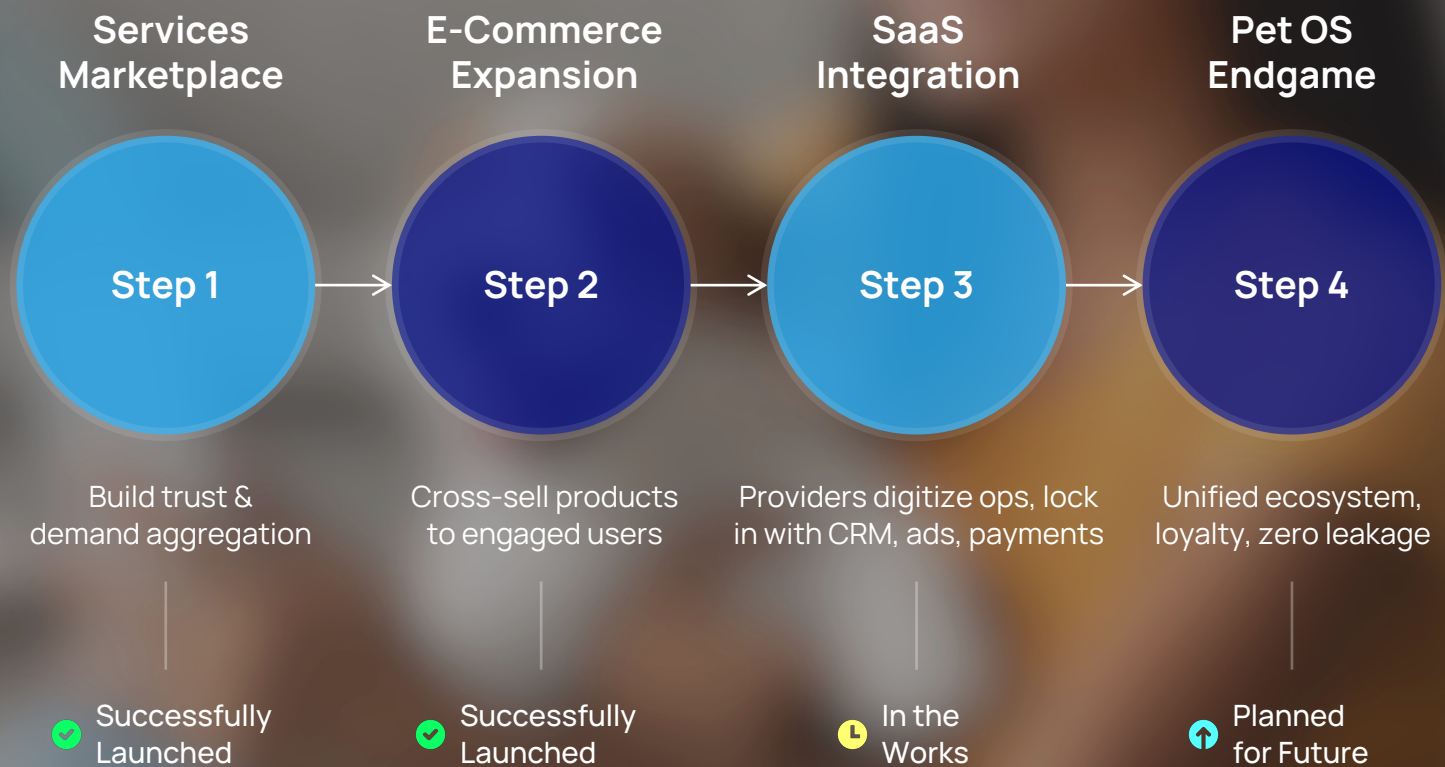 Services
Marketplace
E-Commerce
Expansion
SaaS
Integration
Pet OS
Endgame
Step 1
Step 2
Step 3
Step 4
Build trust &
demand aggregation
Cross-sell products
to engaged users
Providers digitize ops, lock
in with CRM, ads, payments
Unified ecosystem,
loyalty, zero leakage
Successfully
Launched
Successfully
Launched
In the
Works
Planned
for Future